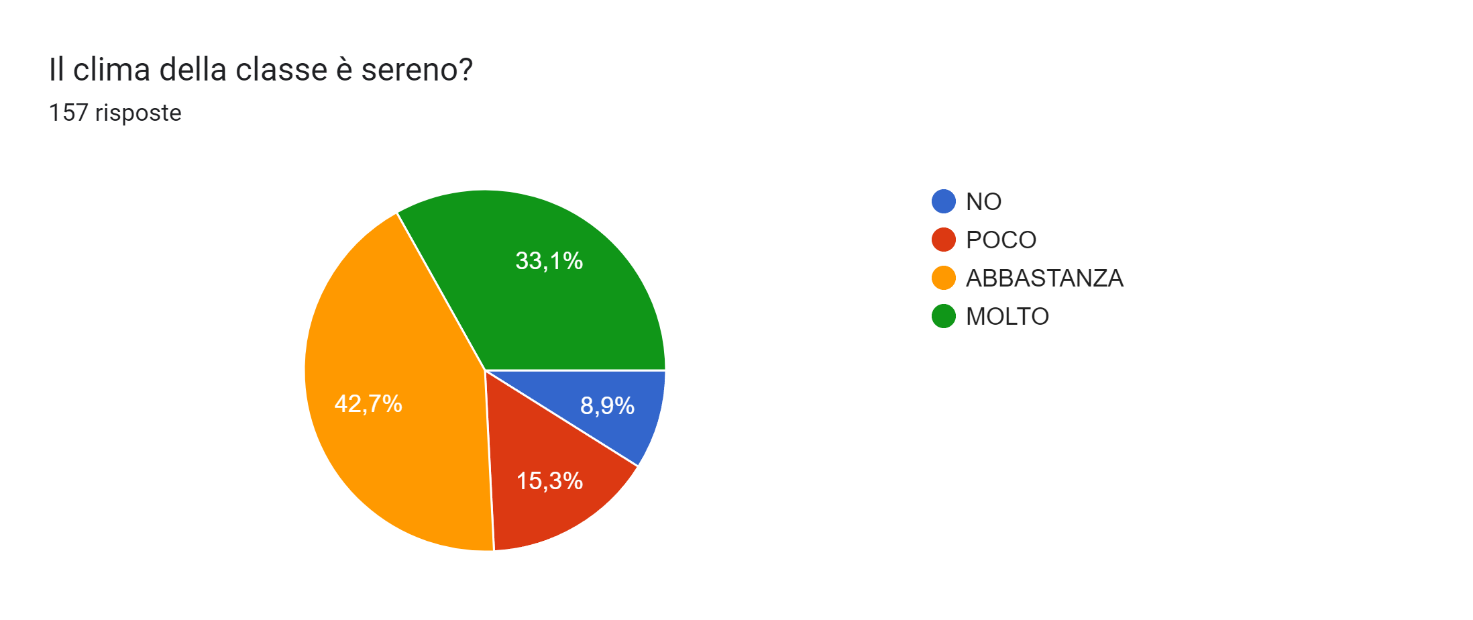 Il clima della classe è sereno?
157 risposte
NO
POCO
ABBASTANZA
MOLTO
33,1%
42,7%
8,9%
15,3%